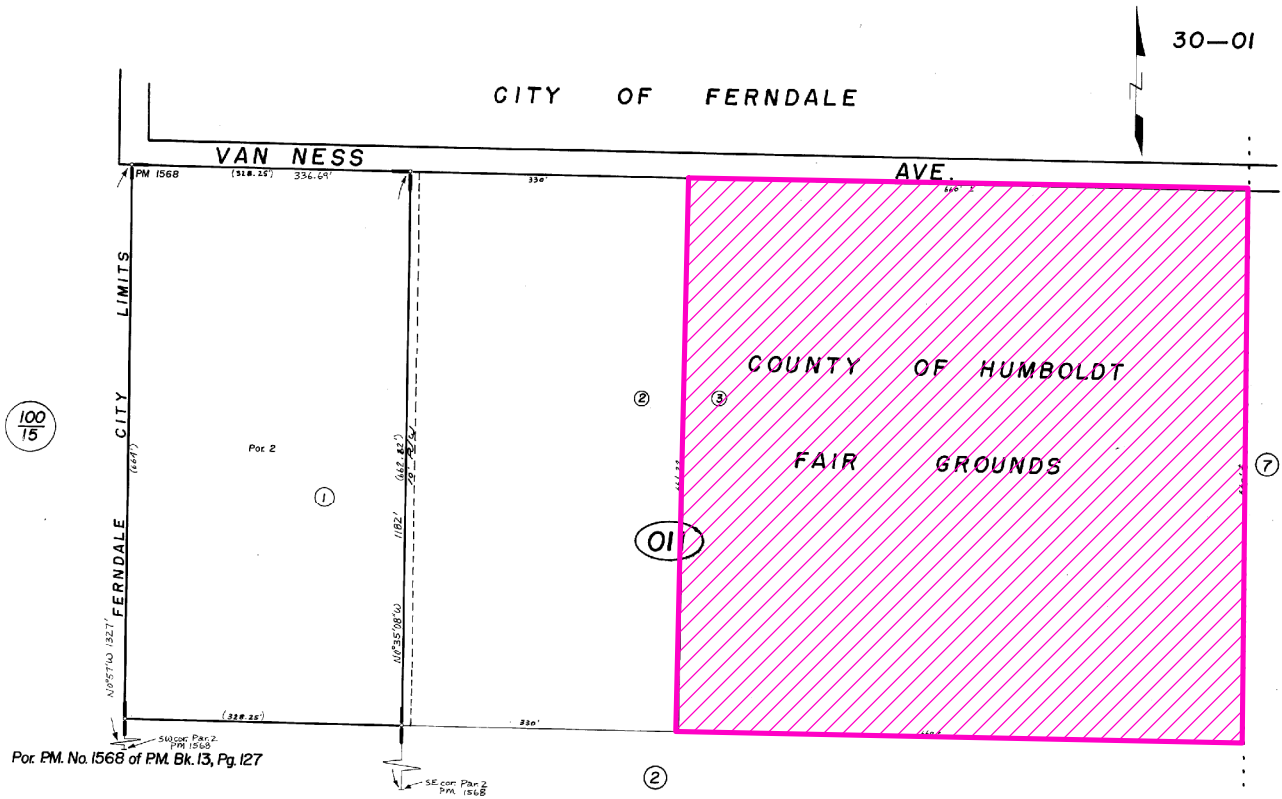 30—01
CITY OF FERNDALE
VAN NESS AVE.
PM 1568
(328.25')
336.69'
330'
660'
FERNDALE CITY LIMITS
(664')
N0°57'W 1327'
100
15
Por. 2
1
(662.82')
10' R/W
1182'
N0°35'08"W
2
3
COUNTY OF HUMBOLDT
FAIR GROUNDS
7
01
(328.25')
330'
SW cor. Par. 2
PM 1568
Por. PM. No. 1568 of PM. Bk. 13, Pg. 127
SE cor. Par. 2
PM 1568
2